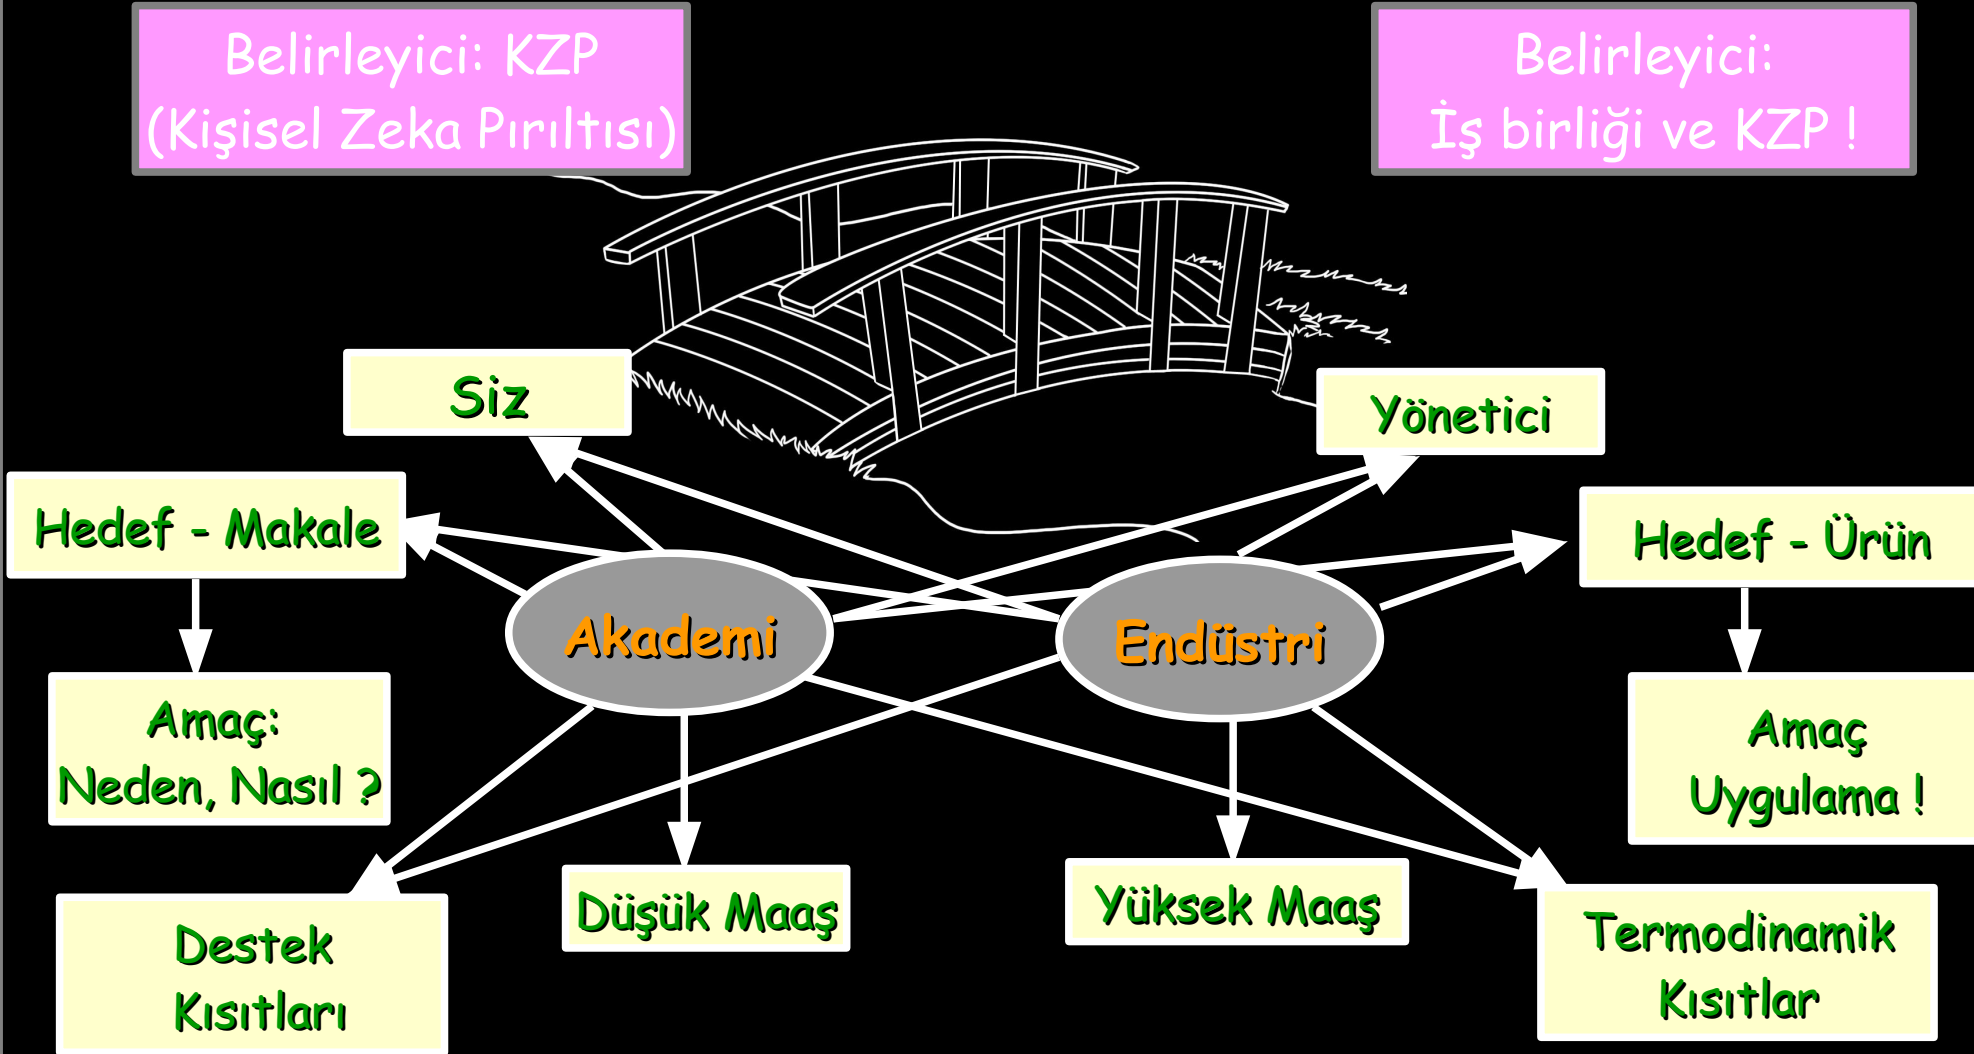 Belirleyici: KZP
(Kişisel Zeka Pırıltısı)
Belirleyici:
İş birliği ve KZP !
Siz
Yönetici
Hedef - Makale
Hedef - Ürün
Akademi
Endüstri
Amaç:
Neden, Nasıl ?
Amaç
Uygulama !
Destek
Kısıtları
Düşük Maaş
Yüksek Maaş
Termodinamik
Kısıtlar